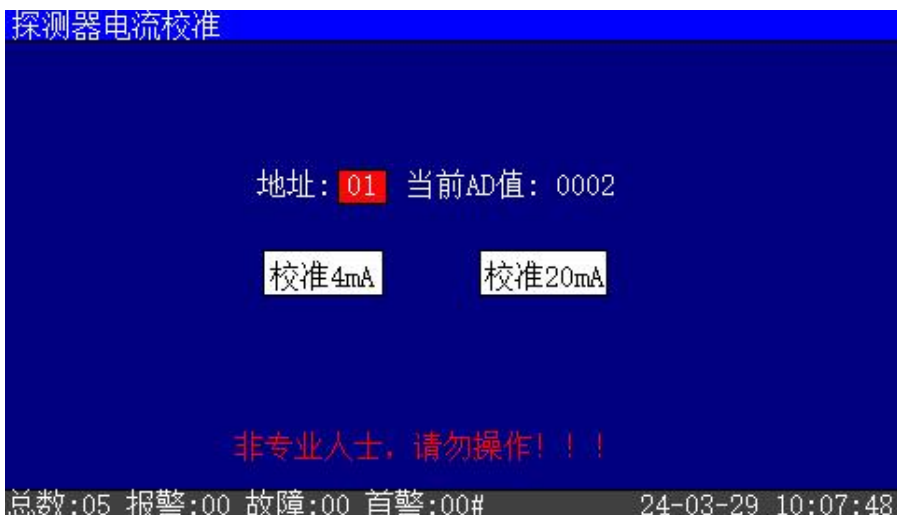 探测器电流校准
地址: 01 当前AD值: 0002
校准4mA 校准20mA
非专业人士，请勿操作！！！
总数:05 报警:00 故障:00 首警:00# 24-03-29 10:07:48